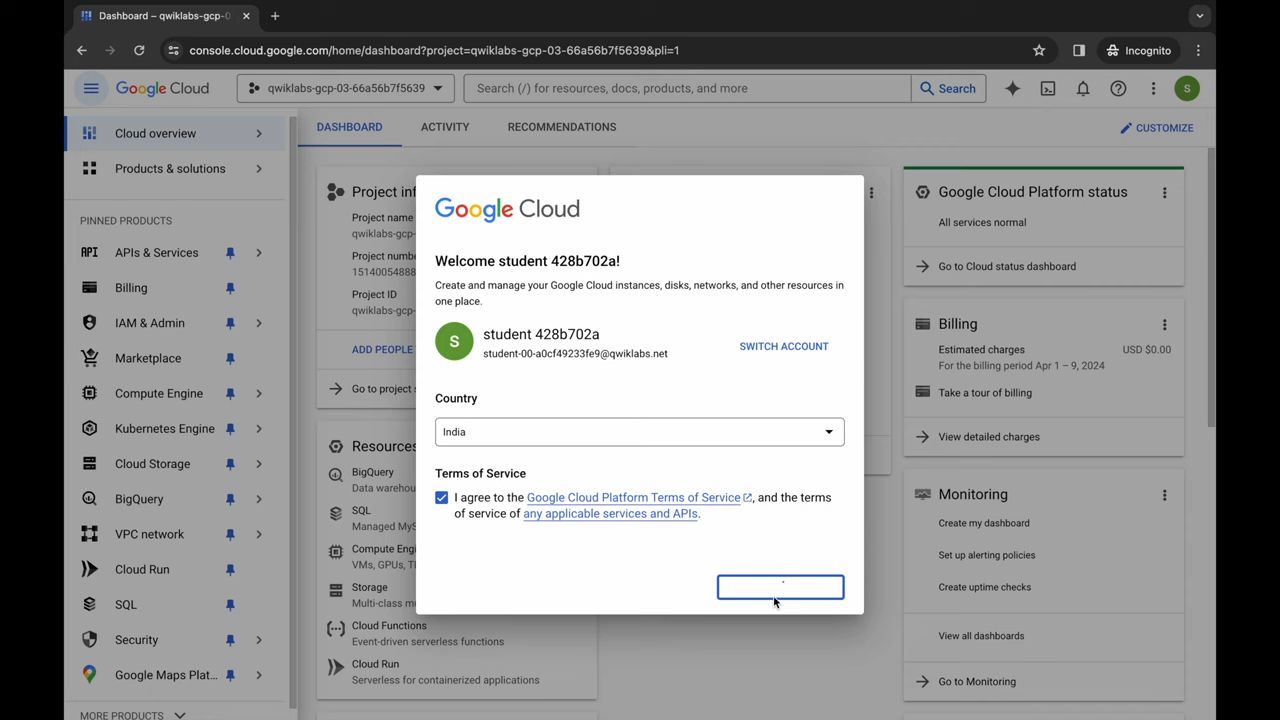 Dashboard – qwiklabs-gcp-0
console.cloud.google.com/home/dashboard?project=qwiklabs-gcp-03-66a56b7f5639&pli=1
Incognito
Google Cloud
qwiklabs-gcp-03-66a56b7f5639
Search (/) for resources, docs, products, and more
Search
S
Cloud overview
Products & solutions
PINNED PRODUCTS
APIs & Services
Billing
IAM & Admin
Marketplace
Compute Engine
Kubernetes Engine
Cloud Storage
BigQuery
VPC network
Cloud Run
SQL
Security
Google Maps Plat...
MORE PRODUCTS
DASHBOARD
ACTIVITY
RECOMMENDATIONS
CUSTOMIZE
Project inf
Project name
qwiklabs-gcp-
Project number
15140054888
Project ID
qwiklabs-gcp-
ADD PEOPLE
Go to project s
Resources
BigQuery
Data warehou
SQL
Managed MyS
Compute Engi
VMs, GPUs, T
Storage
Multi-class mu
Cloud Functions
Event-driven serverless functions
Cloud Run
Serverless for containerized applications
Google Cloud
Welcome student 428b702a!
Create and manage your Google Cloud instances, disks, networks, and other resources in
one place.
S
student 428b702a
student-00-a0cf49233fe9@qwiklabs.net
SWITCH ACCOUNT
Country
India
Terms of Service
I agree to the Google Cloud Platform Terms of Service, and the terms
of service of any applicable services and APIs.
Google Cloud Platform status
All services normal
Go to Cloud status dashboard
Billing
Estimated charges
USD $0.00
For the billing period Apr 1 – 9, 2024
Take a tour of billing
View detailed charges
Monitoring
Create my dashboard
Set up alerting policies
Create uptime checks
View all dashboards
Go to Monitoring